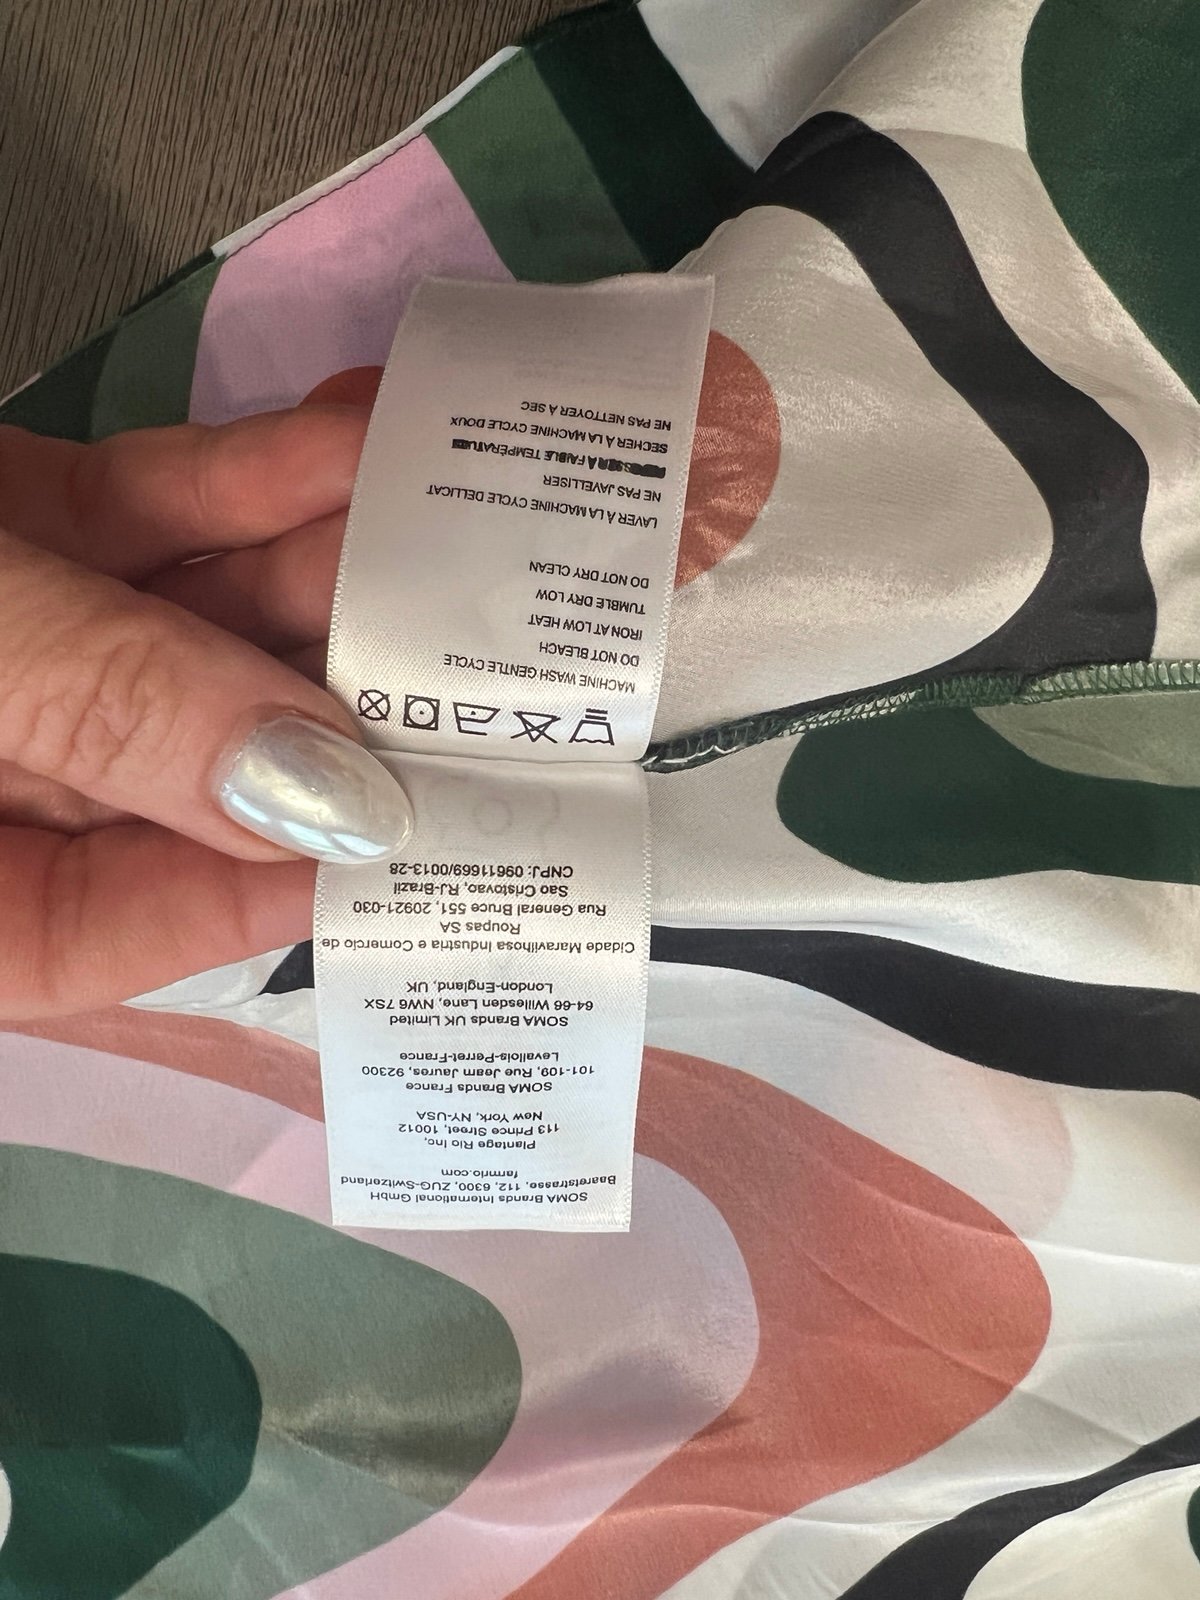 SOMA Brands International GmbH
Baaretstrasse, 112, 6300, ZUG-Switzerland
farmrio.com
Plantage Rio Inc,
113 Prince Street, 10012
New York, NY-USA
SOMA Brands France
101-109, Rue Jeam Jaures, 92300
Levallois-Perret-France
SOMA Brands UK Limited
64-66 Willesden Lane, NW6 7SX
London-England, UK
Cidade Maravilhosa Industria e Comercio de
Roupas SA
Rua General Bruce 551, 20921-030
Sao Cristovao, RJ-Brazil
CNPJ: 09611669/0013-28
MACHINE WASH GENTLE CYCLE
DO NOT BLEACH
IRON AT LOW HEAT
TUMBLE DRY LOW
DO NOT DRY CLEAN
LAVER À LA MACHINE CYCLE DELLICAT
NE PAS JAVELLISER
À FAIBLE
SECHER À LA MACHINE CYCLE DOUX
NE PAS NETTOYER À SEC